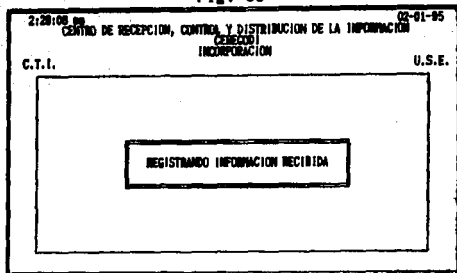 2:28:08 pm 02-01-95
CENTRO DE RECEPCION, CONTROL Y DISTRIBUCION DE LA INFORMACION
CERECODI
INCORPORACION
C.T.I. U.S.E.
REGISTRANDO INFORMACION RECIBIDA